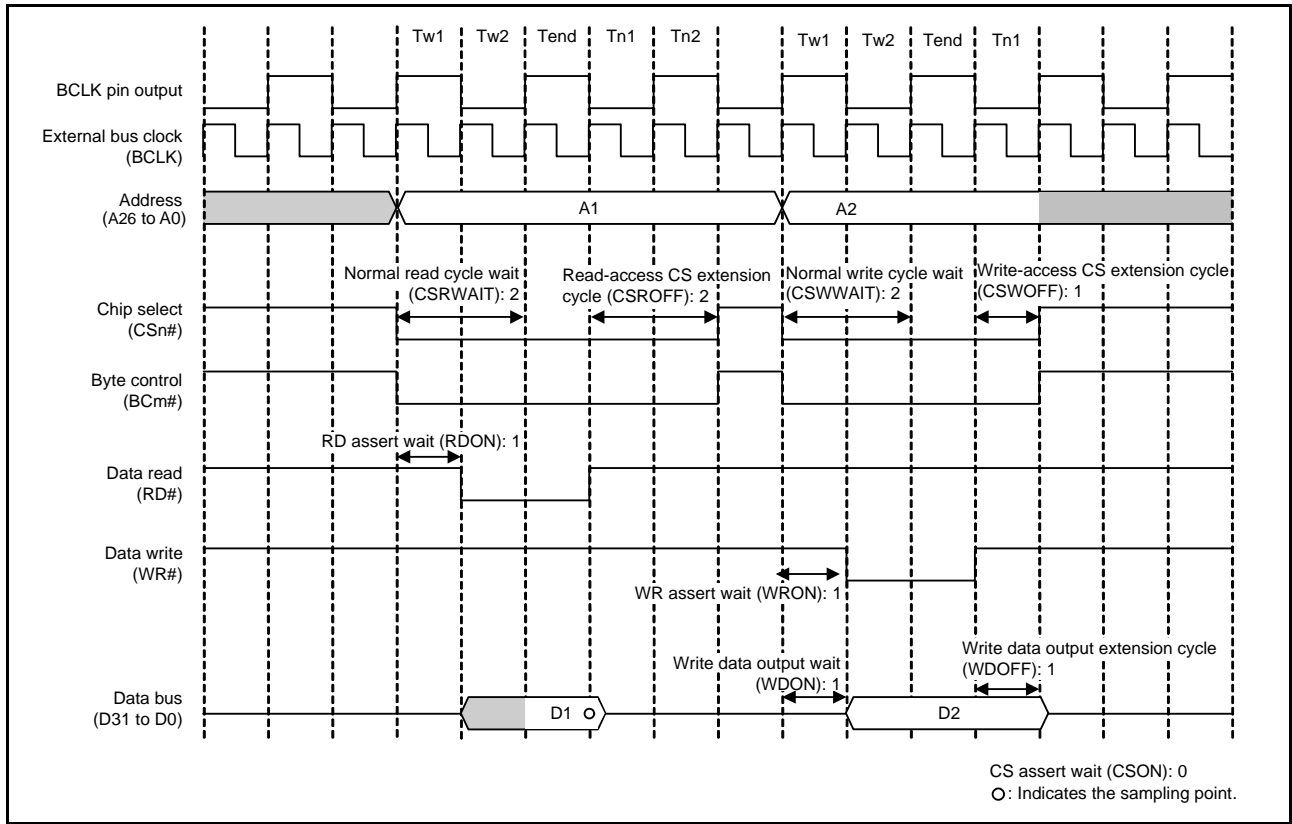 Tw1 Tw2 Tend Tn1 Tn2 Tw1 Tw2 Tend Tn1
BCLK pin output
External bus clock
(BCLK)
Address
(A26 to A0)
A1 A2
Normal read cycle wait
(CSRWAIT): 2
Read-access CS extension
cycle (CSROFF): 2
Normal write cycle wait
(CSWWAIT): 2
Write-access CS extension cycle
(CSWOFF): 1
Chip select
(CSn#)
Byte control
(BCm#)
RD assert wait (RDON): 1
Data read
(RD#)
Data write
(WR#)
WR assert wait (WRON): 1
Write data output wait
(WDON): 1
Write data output extension cycle
(WDOFF): 1
Data bus
(D31 to D0)
D1 D2
CS assert wait (CSON): 0
: Indicates the sampling point.